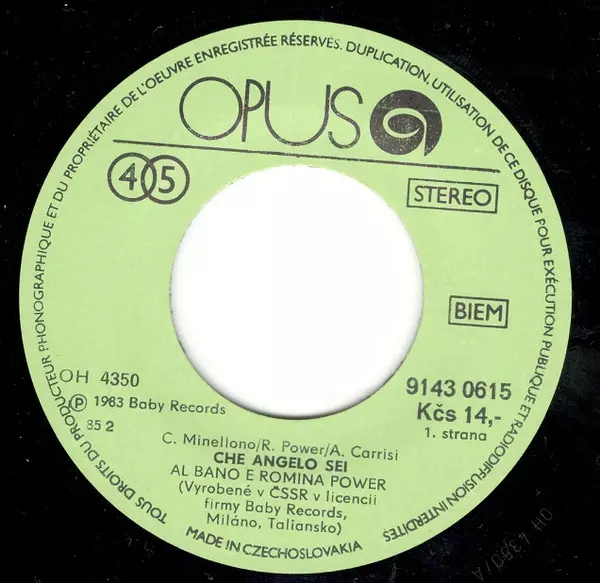 TOUS DROITS DU PRODUCTEUR PHONOGRAPHIQUE ET DU PROPRIÉTAIRE DE L'OEUVRE ENREGISTRÉE RÉSERVÉS. DUPLICATION, UTILISATION DE CE DISQUE POUR EXÉCUTION PUBLIQUE ET RADIODIFFUSION INTERDITES
OPUS
45
STEREO
BIEM
OH 4350
9143 0615
℗ 1983 Baby Records
Kčs 14,-
85 2
1. strana
C. Minellono/R. Power/A. Carrisi
CHE ANGELO SEI
AL BANO E ROMINA POWER
(Vyrobené v ČSSR v licencii
firmy Baby Records,
Miláno, Taliansko)
MADE IN CZECHOSLOVAKIA